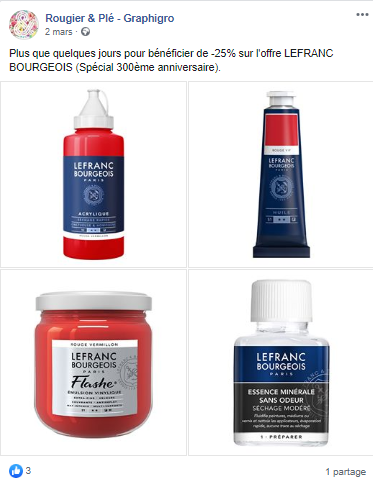 Rougier & Plé - Graphigro
2 mars
Plus que quelques jours pour bénéficier de -25% sur l'offre LEFRANC
BOURGEOIS (Spécial 300ème anniversaire).
LEFRANC
BOURGEOIS
PARIS
ACRYLIQUE
ROUGE VIF
LEFRANC
BOURGEOIS
PARIS
HUILE
ROUGE VERMILLON
LEFRANC
BOURGEOIS
PARIS
Flashe
EMULSION VINYLIQUE
LEFRANC
BOURGEOIS
PARIS
ESSENCE MINÉRALE
SANS ODEUR
SÉCHAGE MODÉRÉ
1 - PRÉPARER
3
1 partage